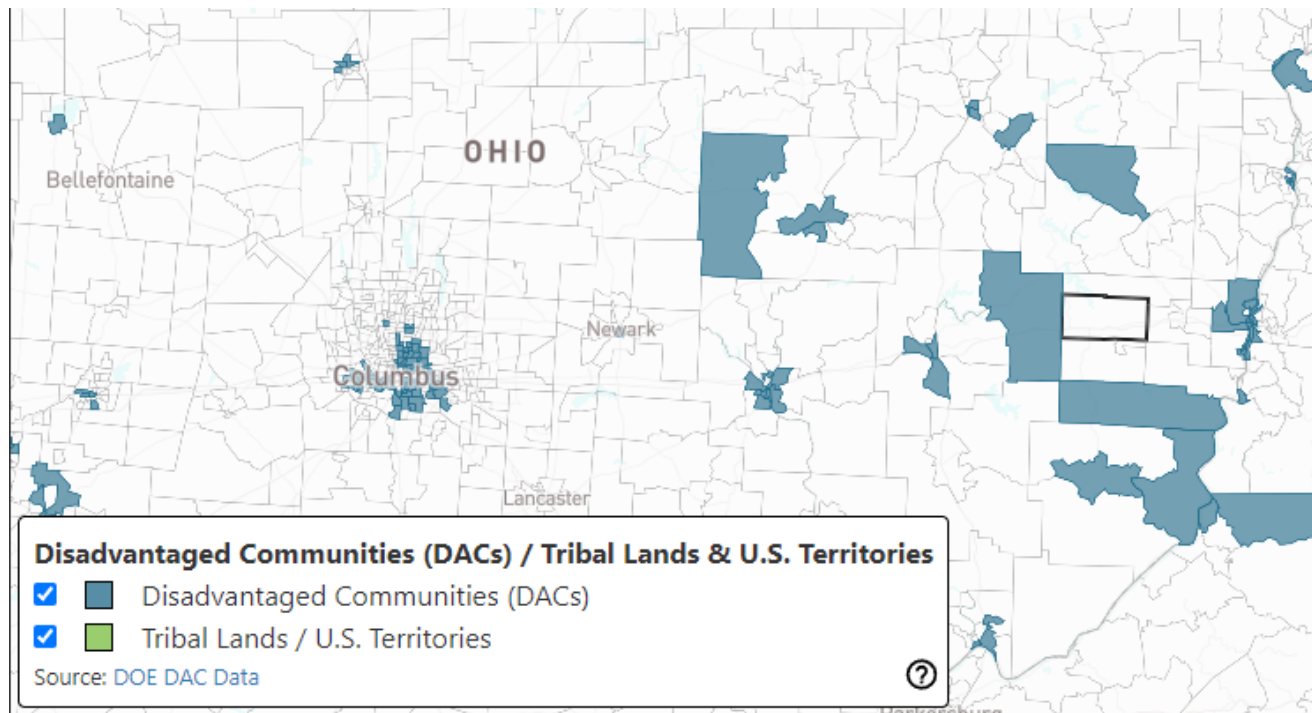 OHIO
Bellefontaine
Newark
Columbus
Lancaster
Disadvantaged Communities (DACs) / Tribal Lands & U.S. Territories
Disadvantaged Communities (DACs)
Tribal Lands / U.S. Territories
Source: DOE DAC Data
?
Parkersburg